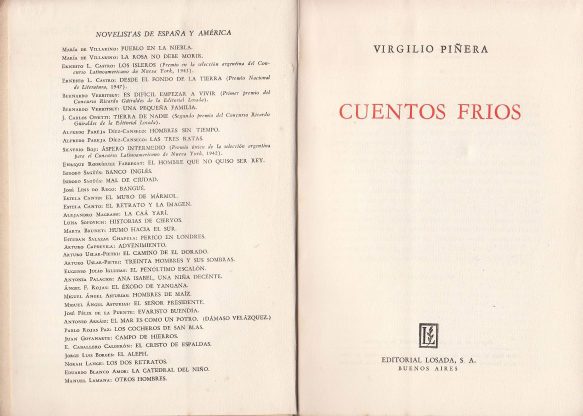 NOVELISTAS DE ESPAÑA Y AMÉRICA
MARÍA DE VILLARINO: PUEBLO EN LA NIEBLA.
MARÍA DE VILLARINO: LA ROSA NO DEBE MORIR.
ERNESTO L. CASTRO: LOS ISLEROS (Premio en la selección argentina del Concurso Latinoamericano de Nueva York, 1943).
ERNESTO L. CASTRO: DESDE EL FONDO DE LA TIERRA (Premio Nacional de Literatura, 1947).
BERNARDO VERBITSKY: ES DIFÍCIL EMPEZAR A VIVIR (Primer premio del Concurso Ricardo Güiraldes de la Editorial Losada).
BERNARDO VERBITSKY: UNA PEQUEÑA FAMILIA.
J. CARLOS ONETTI: TIERRA DE NADIE (Segundo premio del Concurso Ricardo Güiraldes de la Editorial Losada).
ALFREDO PAREJA DIEZ-CANSECO: HOMBRES SIN TIEMPO.
ALFREDO PAREJA DIEZ-CANSECO: LAS TRES RATAS.
SILVERIO BOJ: ÁSPERO INTERMEDIO (Premio único de la selección argentina para el Concurso Latinoamericano de Nueva York, 1942).
ENRIQUE RODRÍGUEZ FABREGAT: EL HOMBRE QUE NO QUISO SER REY.
ISIDORO SAGÜÉS: BANCO INGLÉS.
ISIDORO SAGÜÉS: MAL DE CIUDAD.
JOSÉ LINS DO REGO: BANGUÉ.
ESTELA CANTO: EL MURO DE MÁRMOL.
ESTELA CANTO: EL RETRATO Y LA IMAGEN.
ALEJANDRO MAGRASSI: LA CAÁ YARÍ.
LUISA SOFOVICH: HISTORIAS DE CIERVOS.
MARTA BRUNET: HUMO HACIA EL SUR.
ESTEBAN SALAZAR CHAPELA: PERICO EN LONDRES.
ARTURO CAPDEVILA: ADVENIMIENTO.
ARTURO USLAR-PIETRI: EL CAMINO DE EL DORADO.
ARTURO USLAR-PIETRI: TREINTA HOMBRES Y SUS SOMBRAS.
EUGENIO JULIO IGLESIAS: EL PENÚLTIMO ESCALÓN.
ANTONIA PALACIOS: ANA ISABEL, UNA NIÑA DECENTE.
ÁNGEL F. ROJAS: EL ÉXODO DE YANGANA.
MIGUEL ÁNGEL ASTURIAS: HOMBRES DE MAÍZ.
MIGUEL ÁNGEL ASTURIAS: EL SEÑOR PRESIDENTE.
JOSÉ FÉLIX DE LA PUENTE: EVARISTO BUENDÍA.
ANTONIO ARRÁIZ: EL MAR ES COMO UN POTRO. (DÁMASO VELÁZQUEZ.)
PABLO ROJAS PAZ: LOS COCHEROS DE SAN BLAS.
JUAN GOYANARTE: CAMPO DE HIERROS.
E. CABALLERO CALDERÓN: EL CRISTO DE ESPALDAS.
JORGE LUIS BORGES: EL ALEPH.
NORAH LANGE: LOS DOS RETRATOS.
EDUARDO BLANCO AMOR: LA CATEDRAL DEL NIÑO.
MANUEL LAMANA: OTROS HOMBRES.
VIRGILIO PIÑERA
CUENTOS FRIOS
EDITORIAL LOSADA, S. A.
BUENOS AIRES